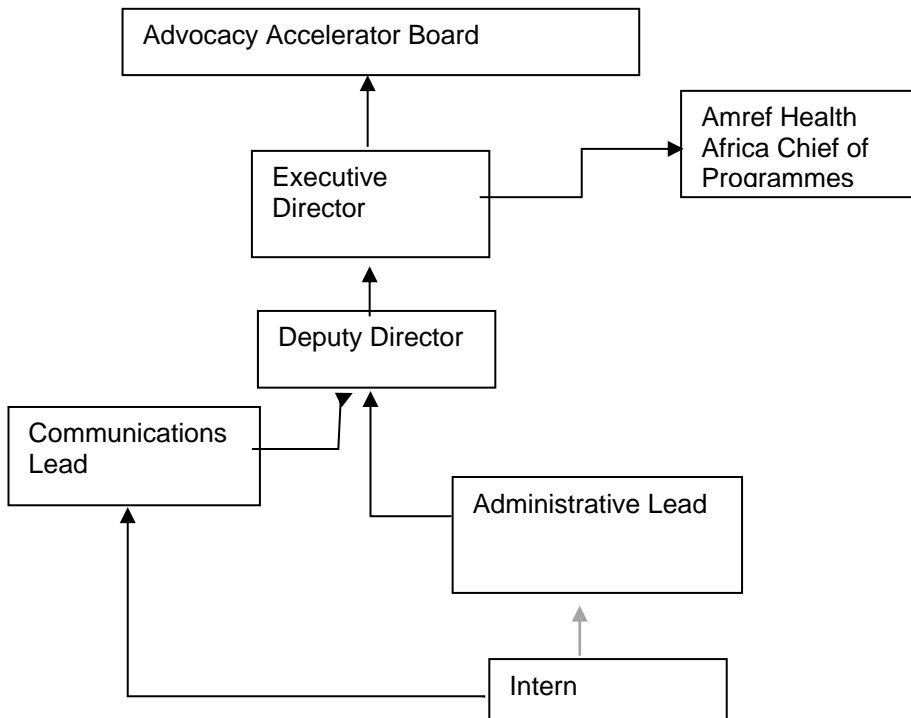 Advocacy Accelerator Board
Amref Health
Africa Chief of
Programmes
Executive
Director
Deputy Director
Communications
Lead
Administrative Lead
Intern